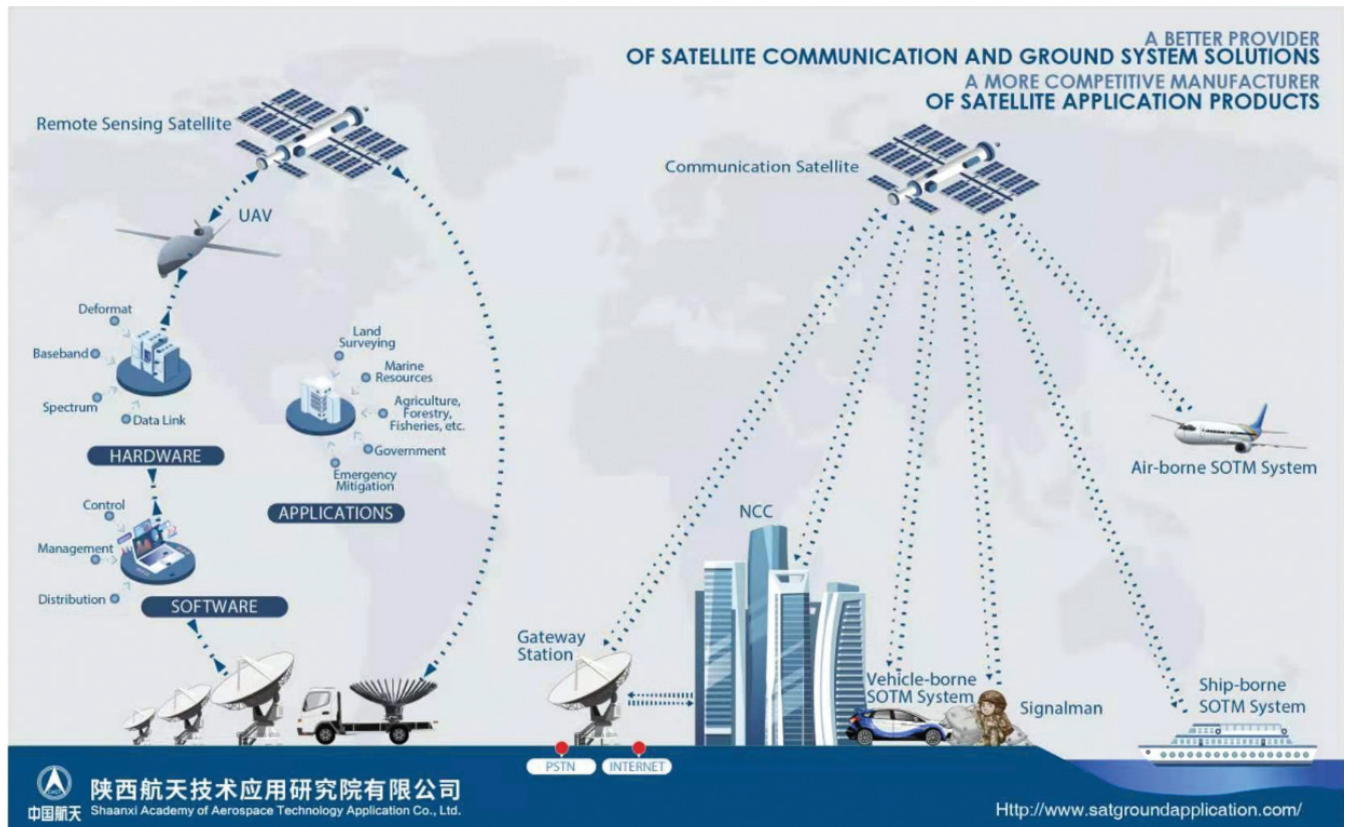 A BETTER PROVIDER
OF SATELLITE COMMUNICATION AND GROUND SYSTEM SOLUTIONS
A MORE COMPETITIVE MANUFACTURER
OF SATELLITE APPLICATION PRODUCTS
Remote Sensing Satellite
UAV
Deformat
Baseband
Spectrum
Data Link
HARDWARE
Control
Management
Distribution
SOFTWARE
Land
Surveying
Marine
Resources
Agriculture,
Forestry,
Fisheries, etc.
Government
Emergency
Mitigation
APPLICATIONS
Communication Satellite
Air-borne SOTM System
NCC
Gateway
Station
Vehicle-borne
SOTM System
Signalman
Ship-borne
SOTM System
PSTN
INTERNET
中国航天
陕西航天技术应用研究院有限公司
Shaanxi Academy of Aerospace Technology Application Co., Ltd.
Http://www.satgroundapplication.com/